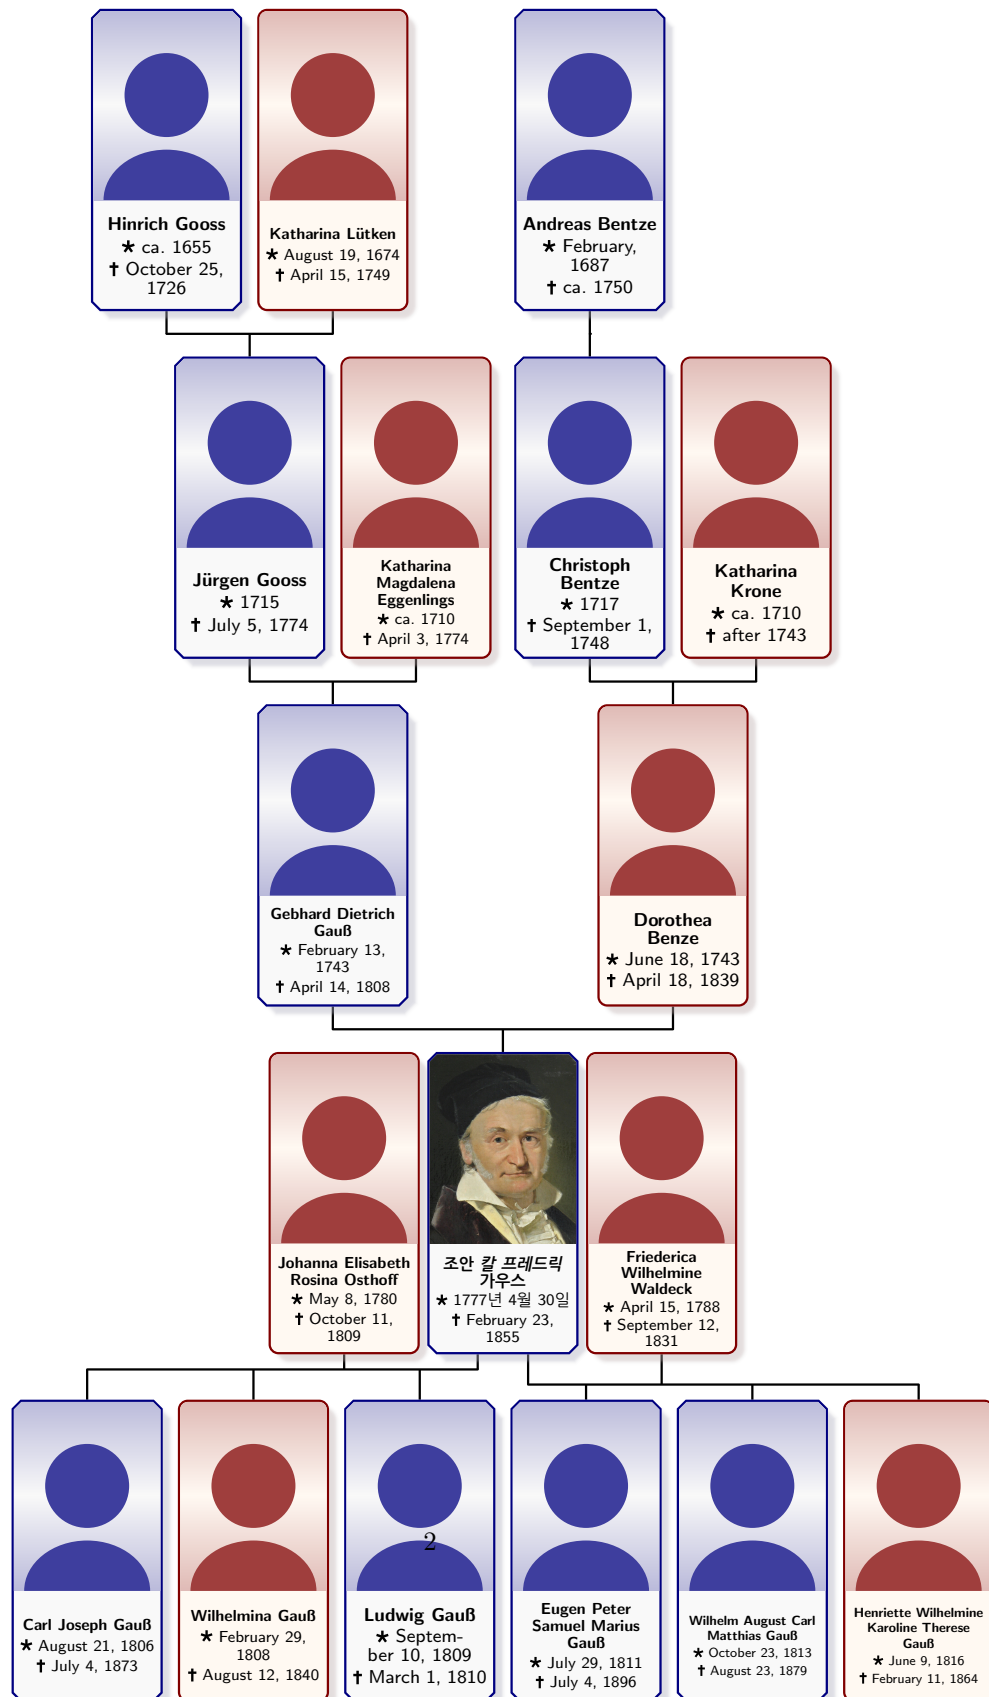 Hinrich Gooss
★ ca. 1655
† October 25,
1726
Katharina Lütken
★ August 19, 1674
† April 15, 1749
Andreas Bentze
★ February,
1687
† ca. 1750
Jürgen Gooss
★ 1715
† July 5, 1774
Katharina
Magdalena
Eggenlings
★ ca. 1710
† April 3, 1774
Christoph
Bentze
★ 1717
† September 1,
1748
Katharina
Krone
★ ca. 1710
† after 1743
Gebhard Dietrich
Gauß
★ February 13,
1743
† April 14, 1808
Dorothea
Benze
★ June 18, 1743
† April 18, 1839
Johanna Elisabeth
Rosina Osthoff
★ May 8, 1780
† October 11,
1809
조안 칼 프레드릭
가우스
★ 1777년 4월 30일
† February 23,
1855
Friederica
Wilhelmine
Waldeck
★ April 15, 1788
† September 12,
1831
Carl Joseph Gauß
★ August 21, 1806
† July 4, 1873
Wilhelmina Gauß
★ February 29,
1808
† August 12, 1840
2
Ludwig Gauß
★ Septem-
ber 10, 1809
† March 1, 1810
Eugen Peter
Samuel Marius
Gauß
★ July 29, 1811
† July 4, 1896
Wilhelm August Carl
Matthias Gauß
★ October 23, 1813
† August 23, 1879
Henriette Wilhelmine
Karoline Therese
Gauß
★ June 9, 1816
† February 11, 1864